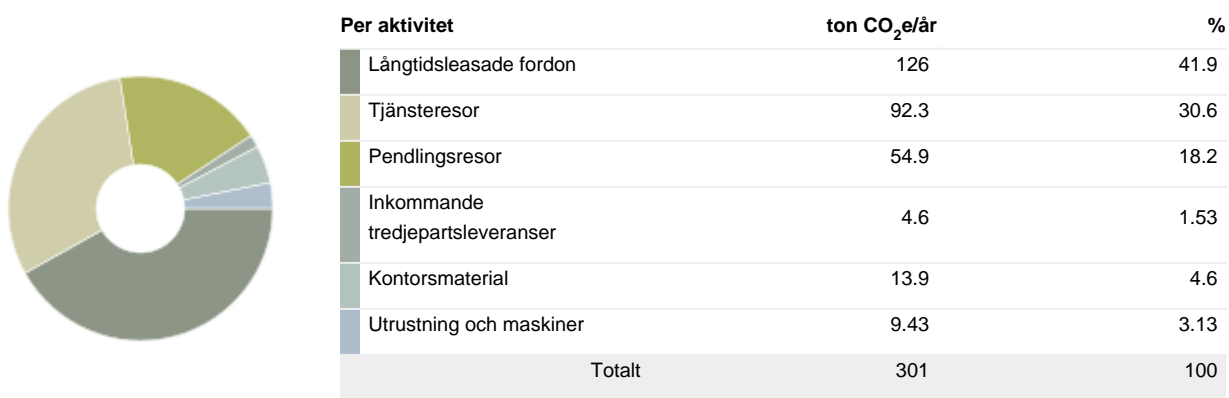 Per aktivitet ton CO2e/år %
Långtidsleasade fordon 126 41.9
Tjänsteresor 92.3 30.6
Pendlingsresor 54.9 18.2
Inkommande
tredjepartsleveranser 4.6 1.53
Kontorsmaterial 13.9 4.6
Utrustning och maskiner 9.43 3.13
Totalt 301 100